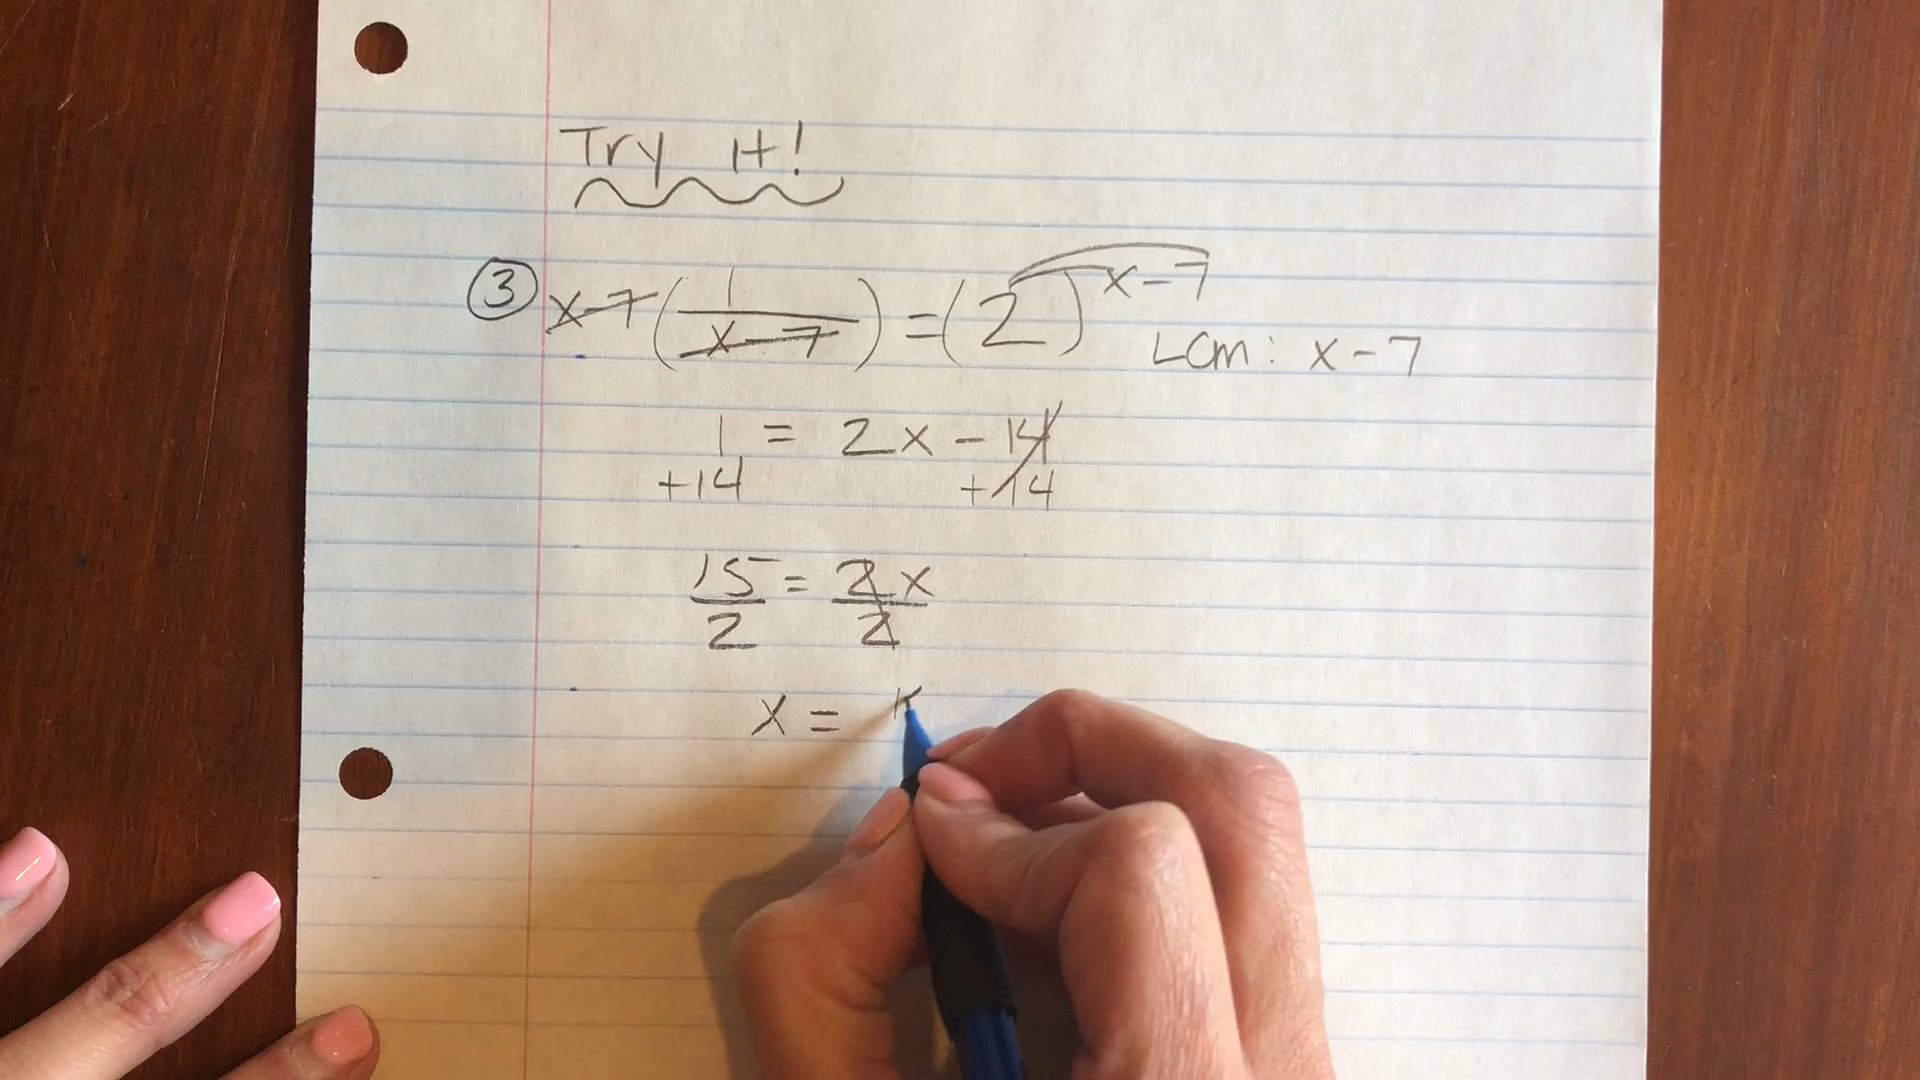 Try It!
③ x-7 (1/x-7) = (2) x-7
LCM: x-7
1 = 2x - 14
+14 +14
15/2 = 2x/2
x = 1